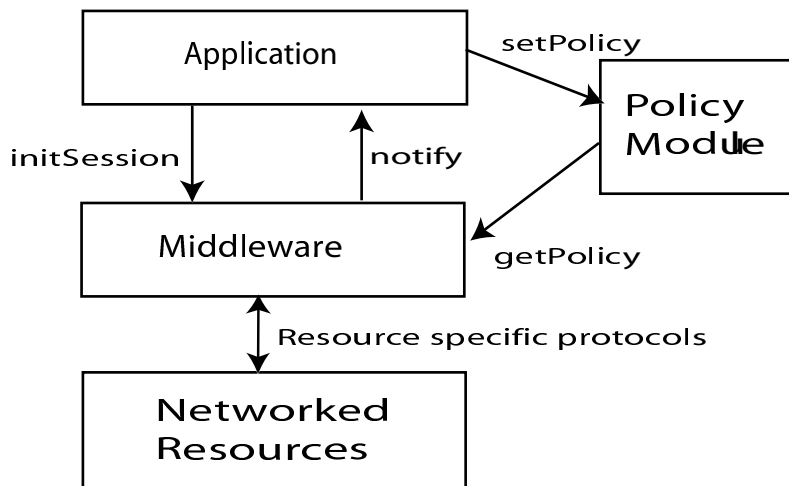 Application
setPolicy
Policy
Module
initSession
notify
Middleware
getPolicy
Resource specific protocols
Networked
Resources